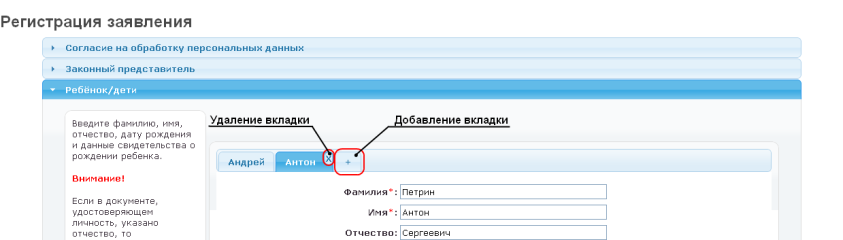 Регистрация заявления
Согласие на обработку персональных данных
Законный представитель
Ребёнок/дети
Введите фамилию, имя,
отчество, дату рождения
и данные свидетельства о
рождении ребенка.
Внимание!
Если в документе,
удостоверяющем
личность, указано
отчество, то
Удаление вкладки
Добавление вкладки
Андрей
Антон X
+
Фамилия*: Петрин
Имя*: Антон
Отчество: Сергеевич